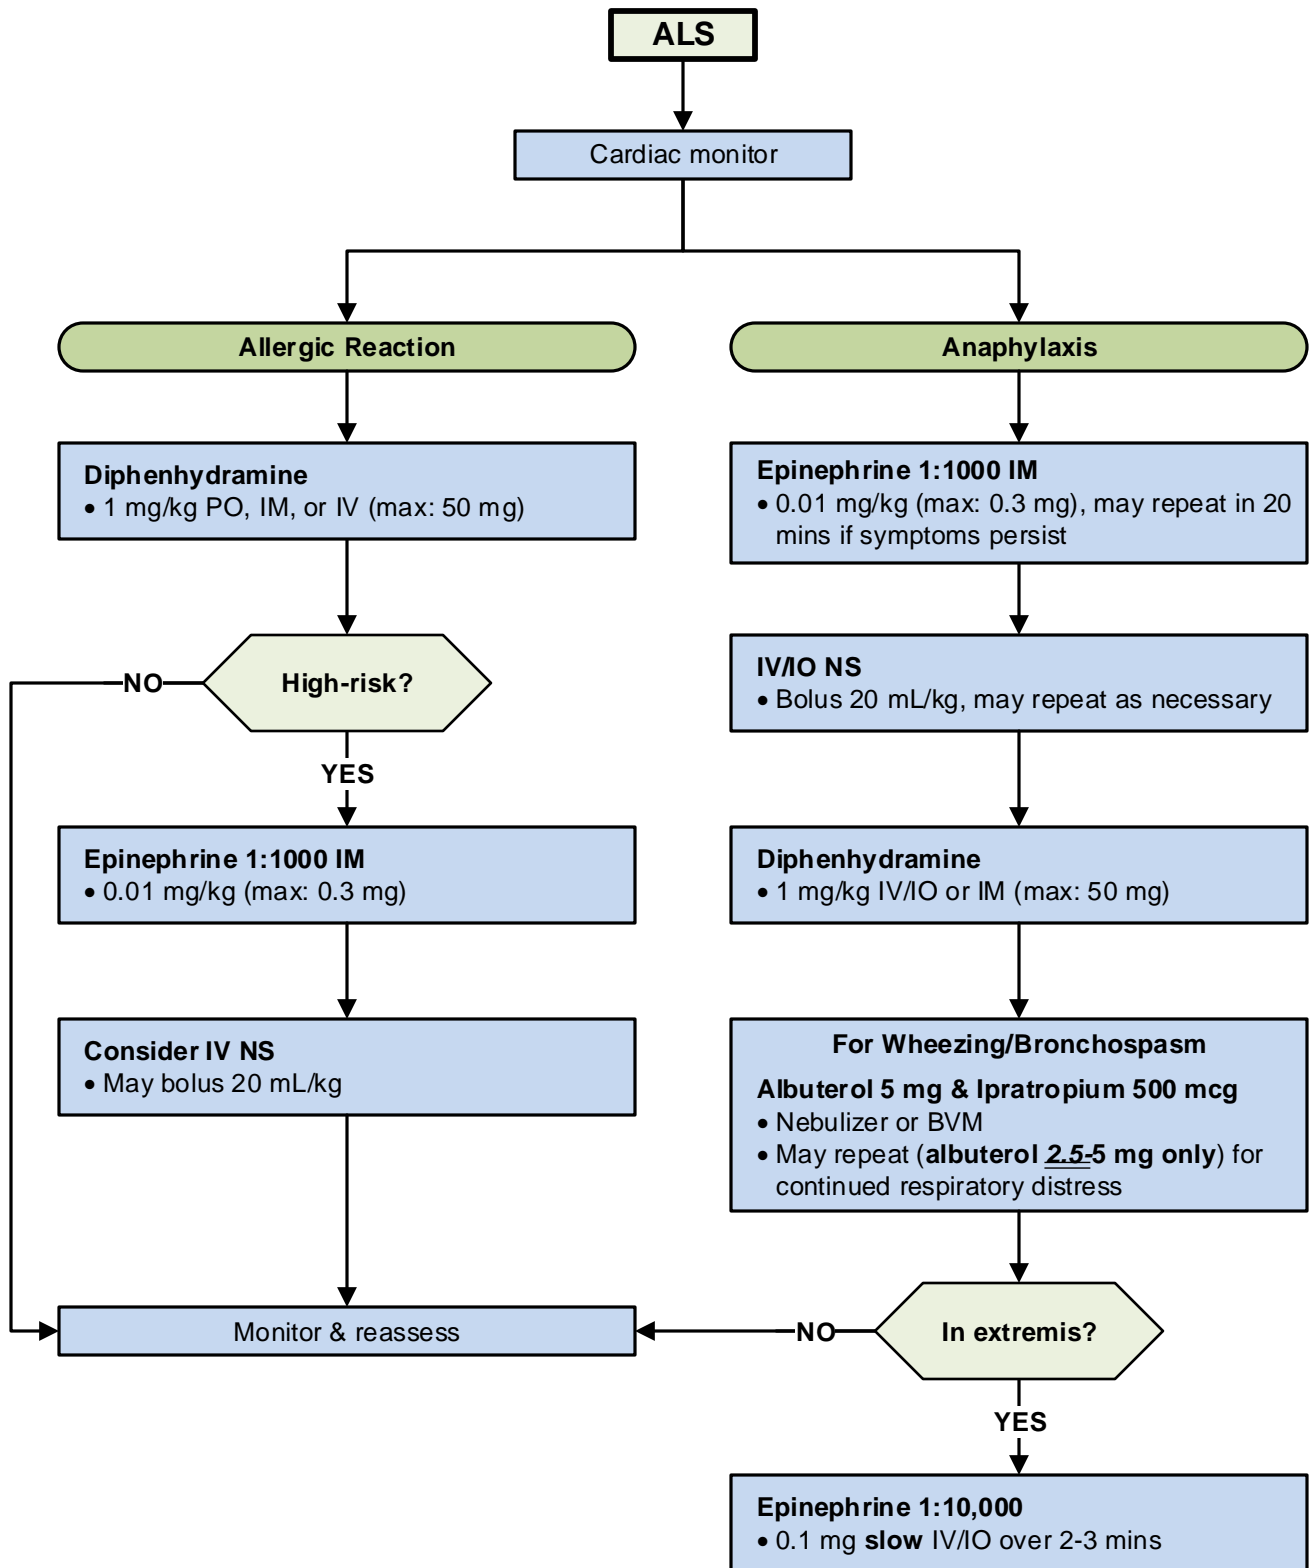 ALS
Cardiac monitor
Allergic Reaction
Diphenhydramine
• 1 mg/kg PO, IM, or IV (max: 50 mg)
High-risk?
NO
YES
Epinephrine 1:1000 IM
• 0.01 mg/kg (max: 0.3 mg)
Consider IV NS
• May bolus 20 mL/kg
Monitor & reassess
Anaphylaxis
Epinephrine 1:1000 IM
• 0.01 mg/kg (max: 0.3 mg), may repeat in 20
mins if symptoms persist
IV/IO NS
• Bolus 20 mL/kg, may repeat as necessary
Diphenhydramine
• 1 mg/kg IV/IO or IM (max: 50 mg)
For Wheezing/Bronchospasm
Albuterol 5 mg & Ipratropium 500 mcg
• Nebulizer or BVM
• May repeat (albuterol 2.5-5 mg only) for
continued respiratory distress
In extremis?
NO
YES
Epinephrine 1:10,000
• 0.1 mg slow IV/IO over 2-3 mins